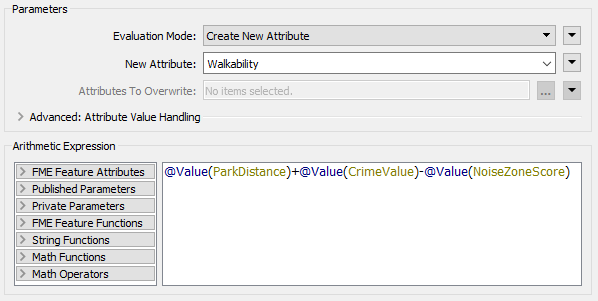 Parameters
Evaluation Mode: Create New Attribute
New Attribute: Walkability
Attributes To Overwrite: No items selected. ...
Advanced: Attribute Value Handling
Arithmetic Expression
FME Feature Attributes @Value(ParkDistance)+@Value(CrimeValue)-@Value(NoiseZoneScore)
Published Parameters
Private Parameters
FME Feature Functions
String Functions
Math Functions
Math Operators